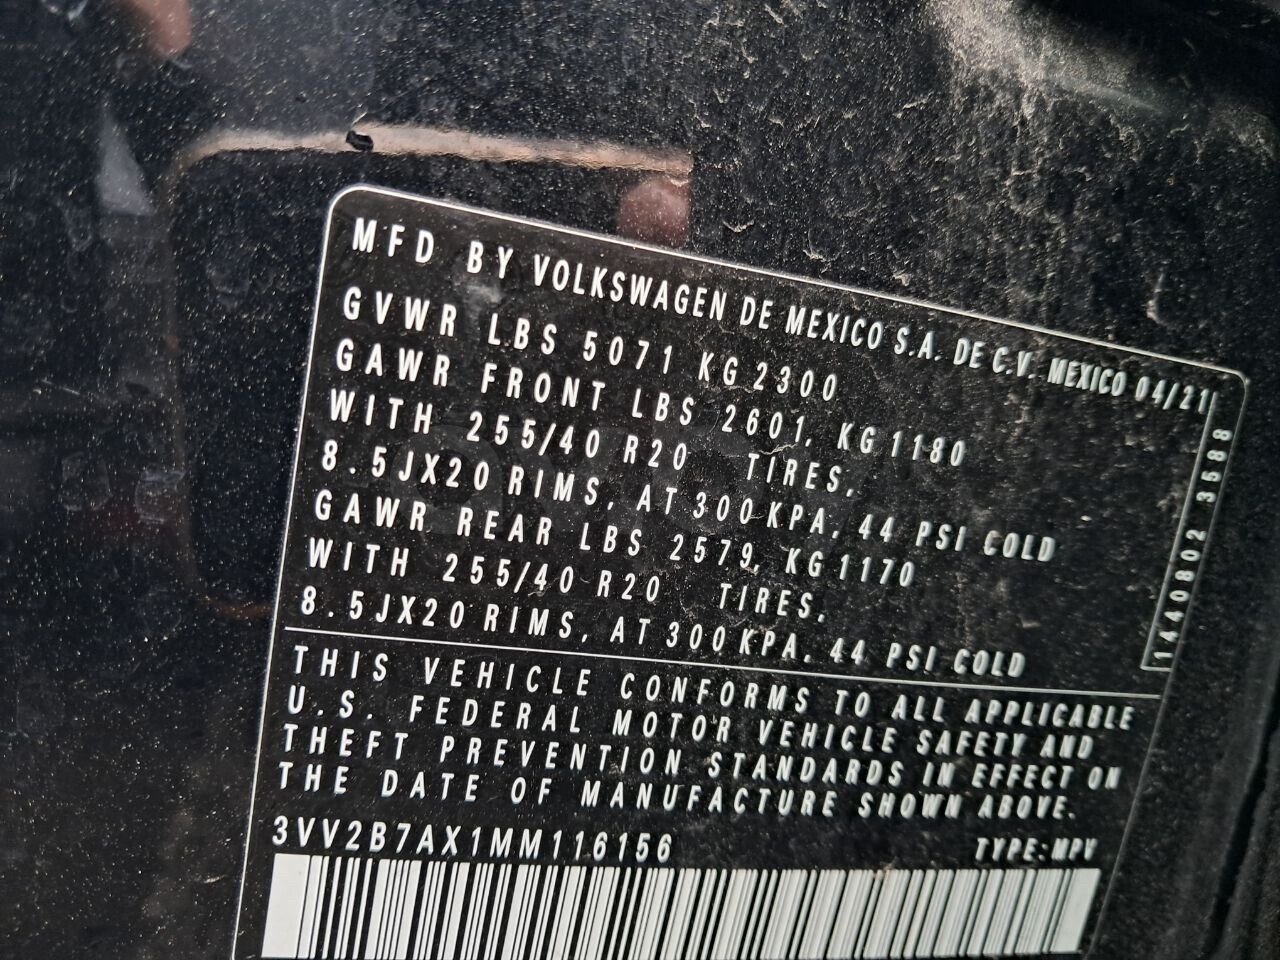 MFD BY VOLKSWAGEN DE MEXICO S.A. DE C.V. MEXICO 04/21
GVWR LBS 5071 KG 2300
GAWR FRONT LBS 2601, KG 1180
WITH 255/40 R20 TIRES,
8.5JX20 RIMS, AT 300 KPA, 44 PSI COLD
GAWR REAR LBS 2579, KG 1170
WITH 255/40 R20 TIRES,
8.5JX20 RIMS, AT 300 KPA, 44 PSI COLD
1440802 3588
THIS VEHICLE CONFORMS TO ALL APPLICABLE
U.S. FEDERAL MOTOR VEHICLE SAFETY AND
THEFT PREVENTION STANDARDS IN EFFECT ON
THE DATE OF MANUFACTURE SHOWN ABOVE.
3VV2B7AX1MM116156 TYPE:MPV